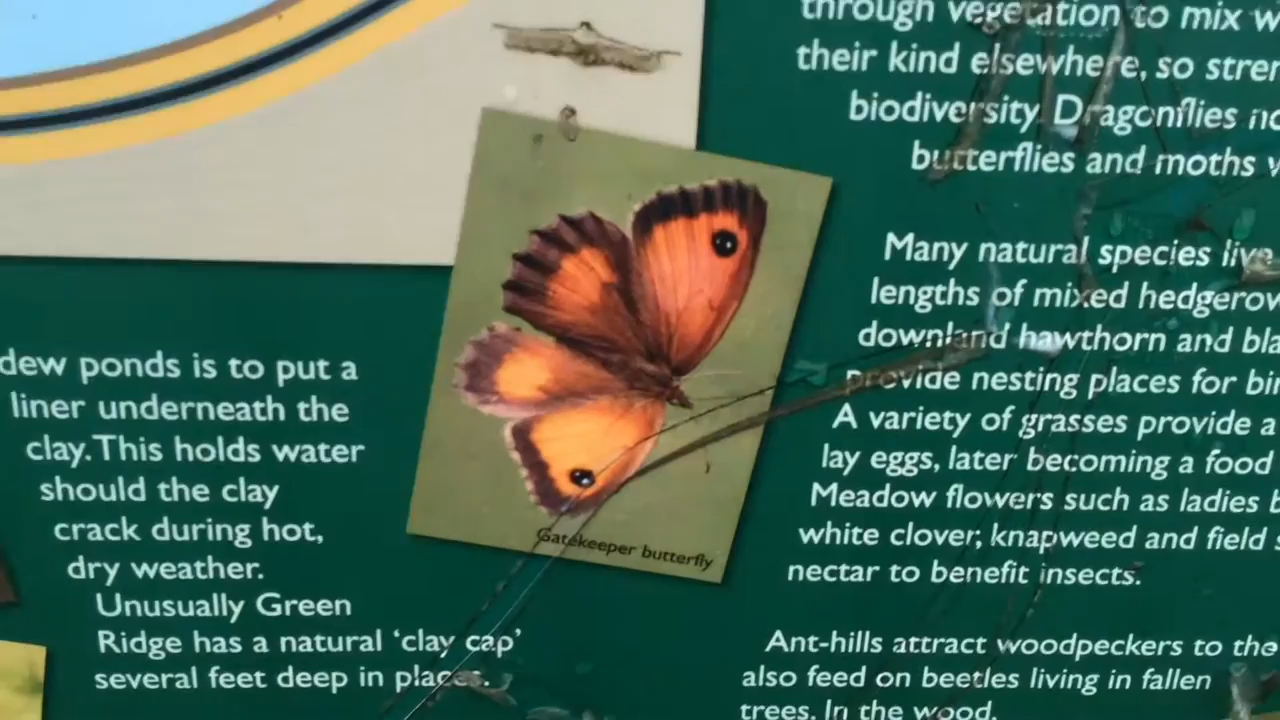 dew ponds is to put a
liner underneath the
clay. This holds water
should the clay
crack during hot,
dry weather.
Unusually Green
Ridge has a natural ‘clay cap’
several feet deep in places.
Gatekeeper butterfly
through vegetation to mix
their kind elsewhere, so
biodiversity. Dragonflies
butterflies and moths
Many natural species live
lengths of mixed
downland hawthorn and
provide nesting places for
A variety of grasses provide a
lay eggs, later becoming a food
Meadow flowers such as ladies
white clover, knapweed and field
nectar to benefit insects.
Ant-hills attract woodpeckers to the
also feed on beetles living in fallen
trees. In the wood,